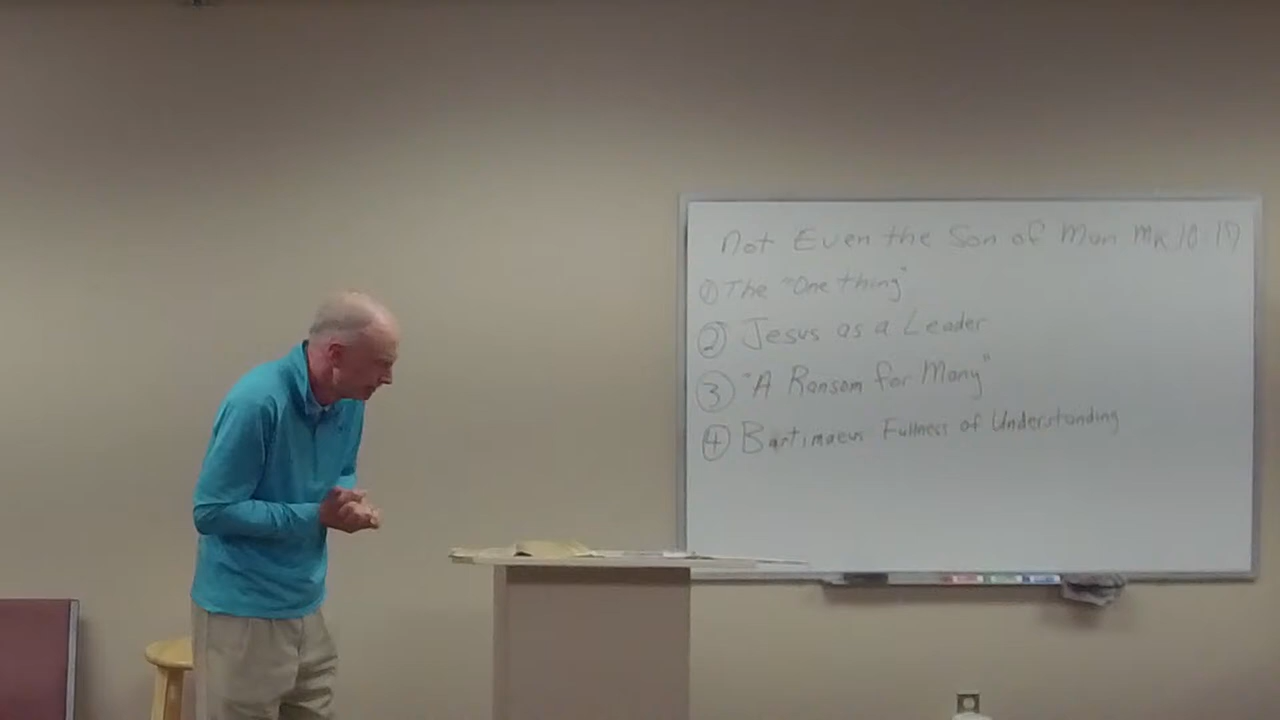 Not Even the Son of Man Mk 10:17
① The "One thing"
② Jesus as a Leader
③ "A Ransom for Many"
④ Bartimaeus Fullness of Understanding